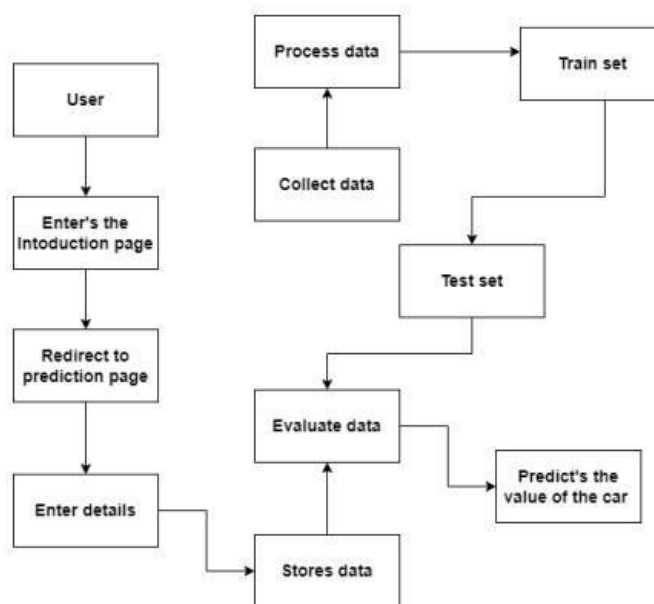 User
Enter's the
Intoduction page
Redirect to
prediction page
Enter details
Process data
Train set
Collect data
Test set
Evaluate data
Predict's the
value of the car
Stores data